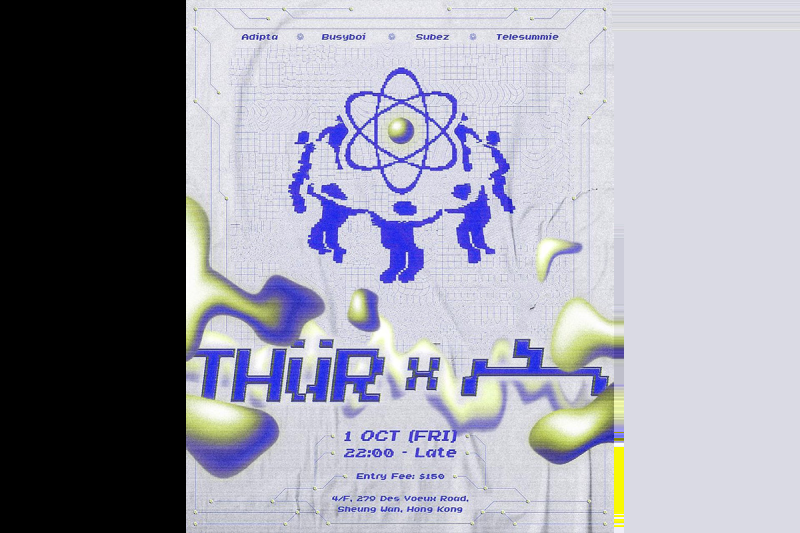 Adipta Busyboi Subez Telesummie
THÜR x
1 OCT (FRI)
22:00 - Late
Entry Fee: $150
4/F, 279 Des Voeux Road,
Sheung Wan, Hong Kong